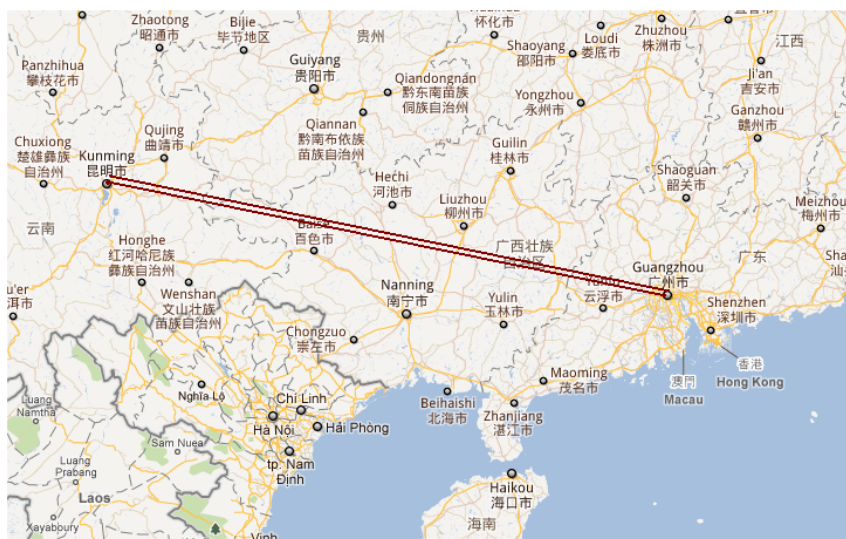 Zhaotong
昭通市
Bijie
毕节地区
贵州
怀化市
Loudi
娄底市
Zhuzhou
株洲市
江西
Panzhihua
攀枝花市
Guiyang
贵阳市
Shaoyang
邵阳市
Qiandongnan
黔东南苗族
侗族自治州
Ji'an
吉安市
Yongzhou
永州市
Ganzhou
赣州市
Chuxiong
楚雄彝族
自治州
Qujing
曲靖市
Qiannan
黔南布依族
苗族自治州
Guilin
桂林市
Kunming
昆明市
Hechi
河池市
Shaoguan
韶关市
Liuzhou
柳州市
Meizhou
梅州市
云南
Honghe
红河哈尼族
彝族自治州
百色市
广西壮族
自治区
广东
Guangzhou
广州市
Sha
汕
u'er
洱市
Wenshan
文山壮族
苗族自治州
Nanning
南宁市
Yulin
玉林市
云浮市
Shenzhen
深圳市
Chongzuo
崇左市
香港
Hong Kong
Maoming
茂名市
澳門
Macau
Luang
Namtha
Nghĩa Lộ
Chí Linh
Beihaishi
北海市
Zhanjiang
湛江市
Hà Nội
Hải Phòng
Sam Nuea
tp. Nam
Định
Luang
Prabang
Haikou
海口市
Laos
Xayaboury
海南
Vinh